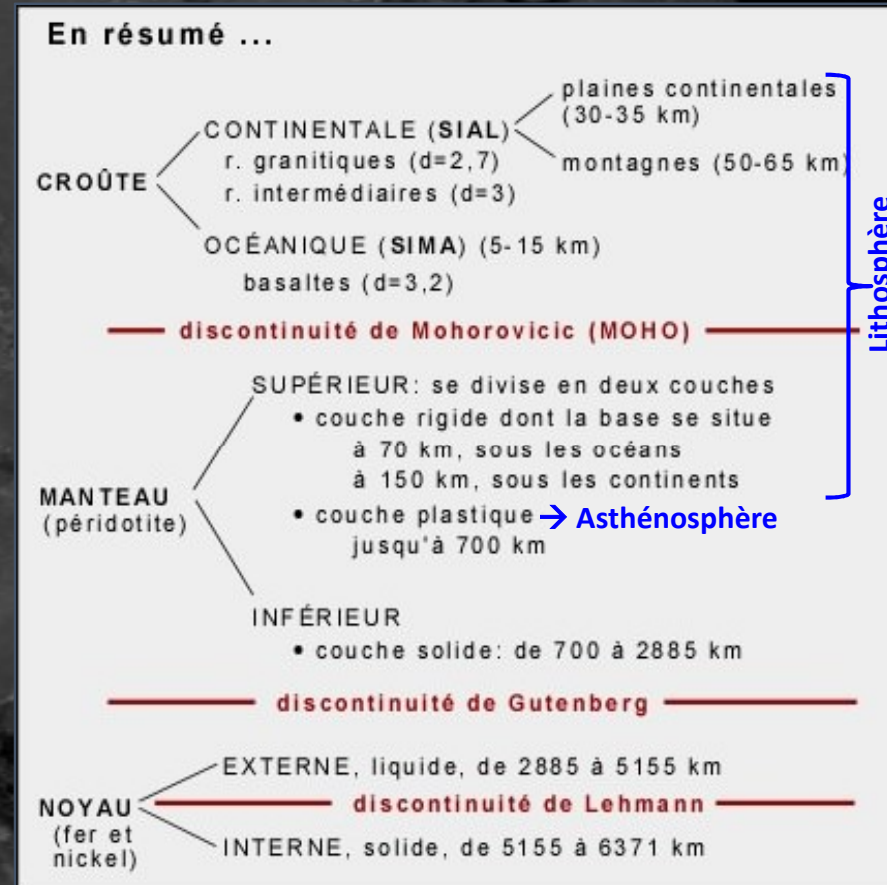 En résumé ...
plaines continentales
(30-35 km)
CONTINENTALE (SIAL)
r. granitiques (d=2,7)
montagnes (50-65 km)
CROÛTE
r. intermédiaires (d=3)
OCÉANIQUE (SIMA) (5-15 km)
basaltes (d=3,2)
Lithosphère
discontinuité de Mohorovicic (MOHO)
SUPÉRIEUR: se divise en deux couches
• couche rigide dont la base se situe
à 70 km, sous les océans
à 150 km, sous les continents
MANTEAU
(péridotite)
• couche plastique → Asthénosphère
jusqu'à 700 km
INFÉRIEUR
• couche solide: de 700 à 2885 km
discontinuité de Gutenberg
EXTERNE, liquide, de 2885 à 5155 km
NOYAU
discontinuité de Lehmann
(fer et
nickel)
INTERNE, solide, de 5155 à 6371 km